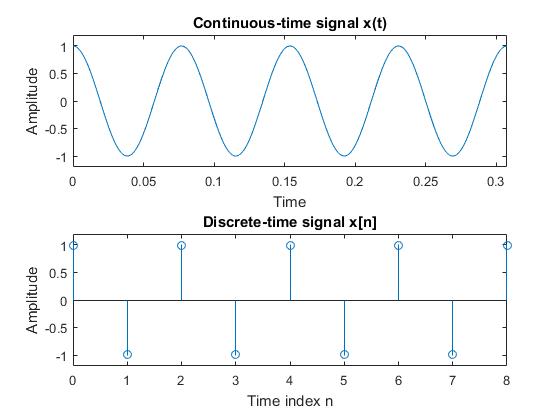 Continuous-time signal x(t)
1
0.5
0
-0.5
-1
Amplitude
0 0.05 0.1 0.15 0.2 0.25 0.3
Time
Discrete-time signal x[n]
1
0.5
0
-0.5
-1
Amplitude
0 1 2 3 4 5 6 7 8
Time index n